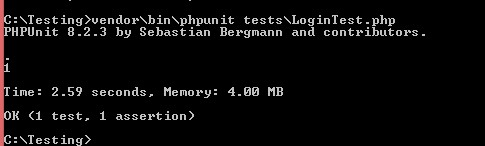 C:\Testing>vendor\bin\phpunit tests\LoginTest.php
PHPUnit 8.2.3 by Sebastian Bergmann and contributors.
.
1
Time: 2.59 seconds, Memory: 4.00 MB
OK (1 test, 1 assertion)
C:\Testing>